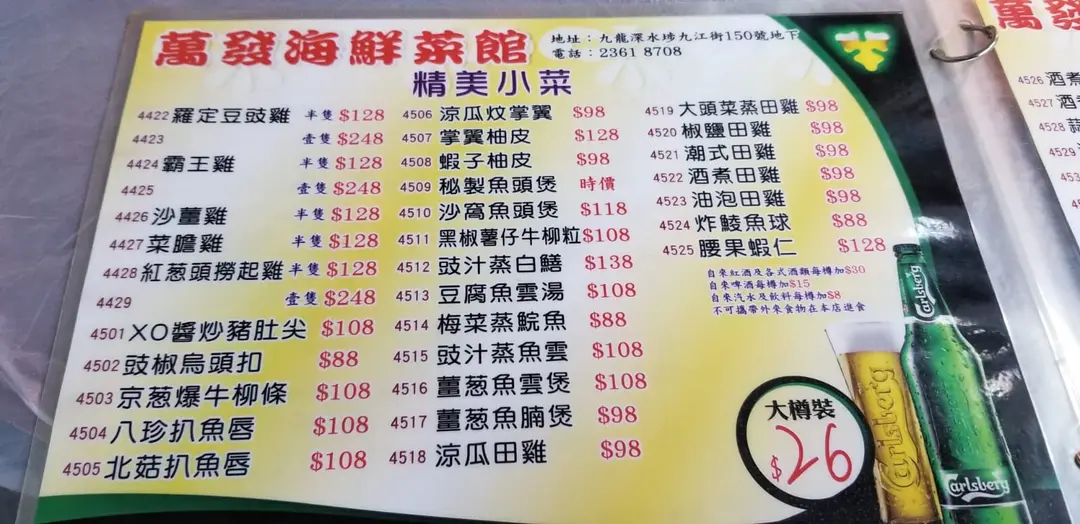 萬發海鮮菜館
地址：九龍深水埗九江街150號地下
電話：2361 8708
精美小菜
4422 羅定豆豉雞 半隻 $128
4423 壹隻 $248
4424 霸王雞 半隻 $128
4425 壹隻 $248
4426 沙薑雞 半隻 $128
4427 菜膽雞 半隻 $128
4428 紅葱頭撈起雞 半隻 $128
4429 壹隻 $248
4501 XO醬炒豬肚尖 $108
4502 豉椒烏頭扣 $88
4503 京葱爆牛柳條 $108
4504 八珍扒魚唇 $108
4505 北菇扒魚唇 $108
4506 涼瓜炆掌翼 $98
4507 掌翼柚皮 $128
4508 蝦子柚皮 $98
4509 秘製魚頭煲 時價
4510 沙窩魚頭煲 $118
4511 黑椒薯仔牛柳粒 $108
4512 豉汁蒸白鱔 $138
4513 豆腐魚雲湯 $108
4514 梅菜蒸鯇魚 $88
4515 豉汁蒸魚雲 $108
4516 薑葱魚雲煲 $108
4517 薑葱魚腩煲 $98
4518 涼瓜田雞 $98
4519 大頭菜蒸田雞 $98
4520 椒鹽田雞 $98
4521 潮式田雞 $98
4522 酒煮田雞 $98
4523 油泡田雞 $98
4524 炸鯪魚球 $88
4525 腰果蝦仁 $128
自來紅酒及各式酒類每樽加$30
自來啤酒每樽加$15
自來汽水及飲料每樽加$8
不可攜帶外來食物在本店進食
大樽裝
$26
Carlsberg
Carlsberg
Carlsberg
萬
4526 酒煮
4527 酒
4528 蒜
4529
453